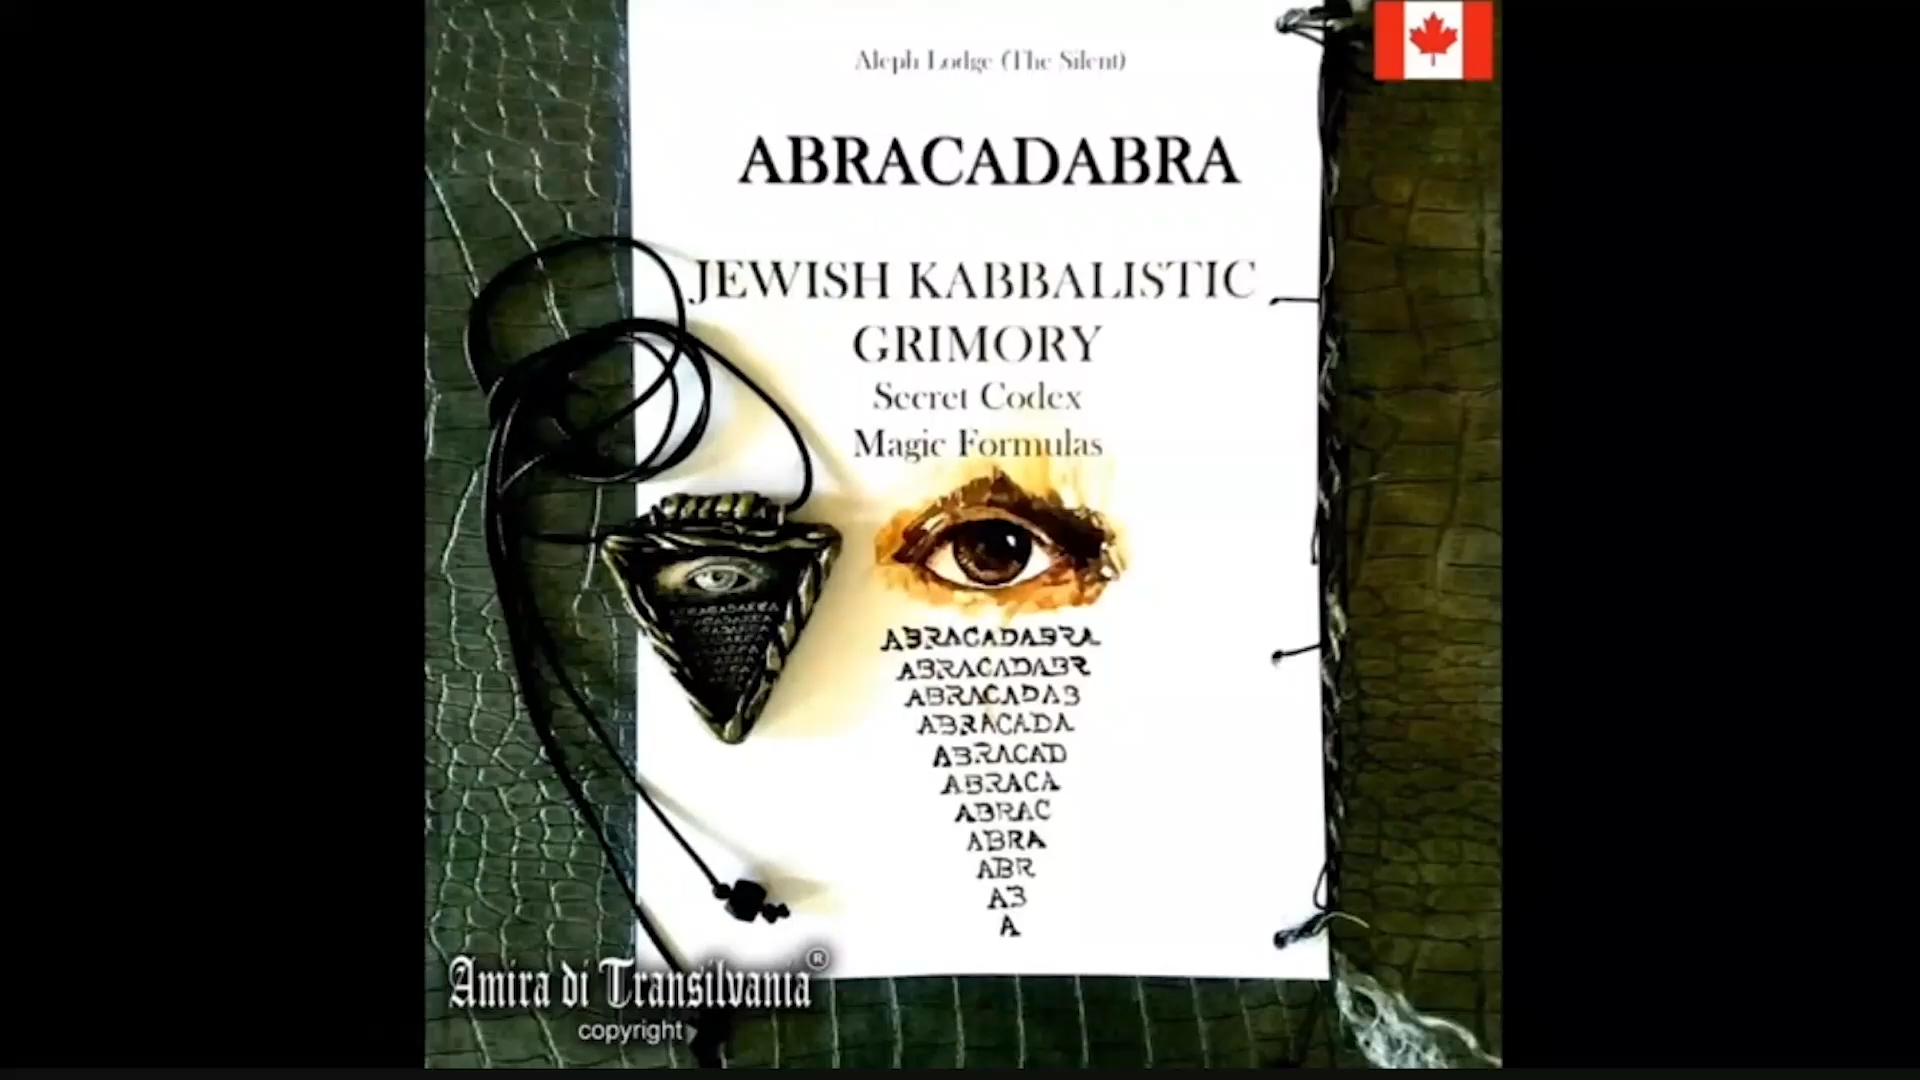 Aleph Lodge (The Silent)
ABRACADABRA
JEWISH KABBALISTIC
GRIMORY
Secret Codex
Magic Formulas
ABRACADABRA
ABRACADABR
ABRACADAB
ABRACADA
ABRACAD
ABRACA
ABRAC
ABRA
ABR
AB
A
Amira di Transilvania®
copyright